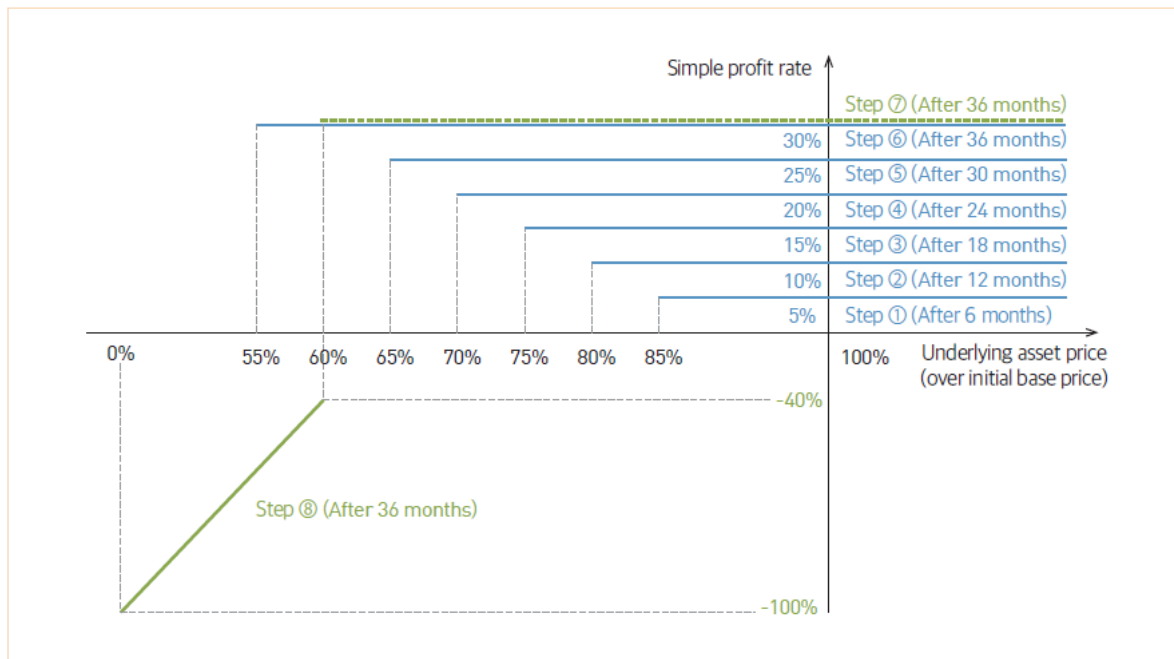 Simple profit rate
Step ⑦ (After 36 months)
30% Step ⑥ (After 36 months)
25% Step ⑤ (After 30 months)
20% Step ④ (After 24 months)
15% Step ③ (After 18 months)
10% Step ② (After 12 months)
5% Step ① (After 6 months)
0% 55% 60% 65% 70% 75% 80% 85% 100% Underlying asset price
(over initial base price)
-40%
Step ⑧ (After 36 months)
-100%